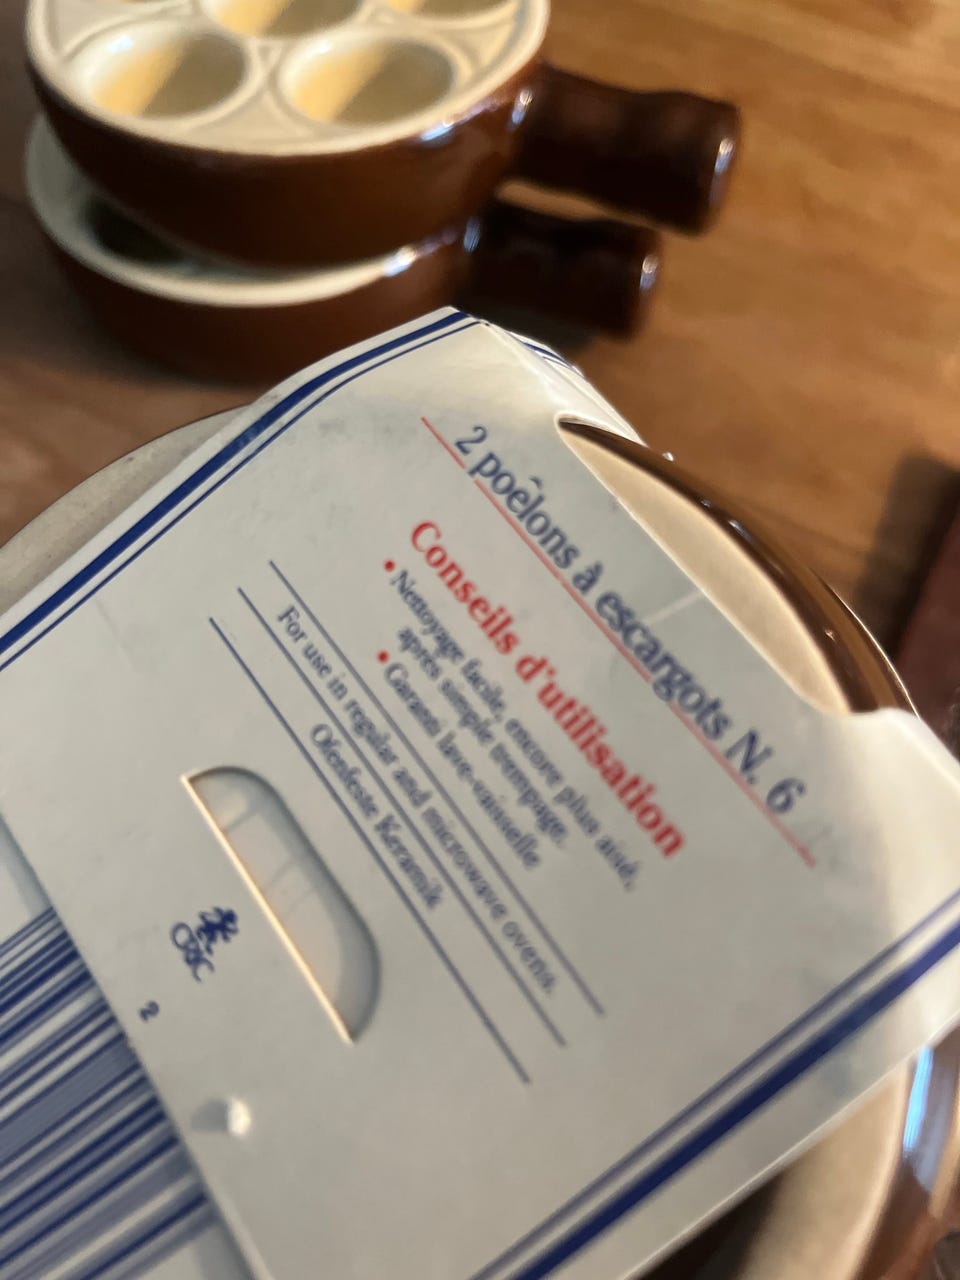 2 poêlons à escargots N. 6
Conseils d'utilisation
• Nettoyage facile, encore plus aisé,
après simple trempage.
• Garanti lave-vaisselle
For use in regular and microwave ovens.
Ofenfeste Keramik
2